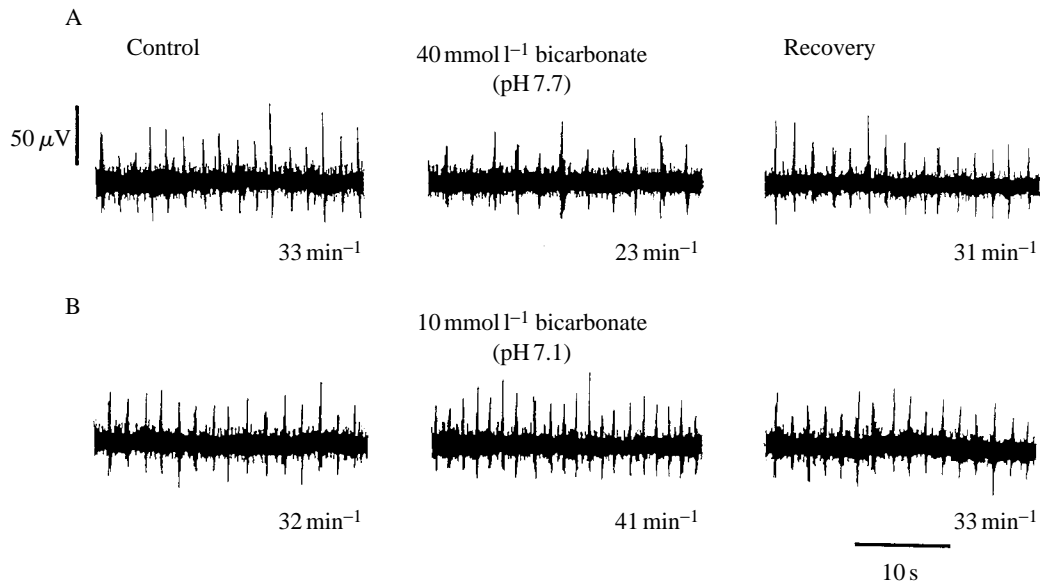 A
Control
40 mmol l⁻¹ bicarbonate
(pH 7.7)
Recovery
50 μV
33 min⁻¹
23 min⁻¹
31 min⁻¹
B
10 mmol l⁻¹ bicarbonate
(pH 7.1)
32 min⁻¹
41 min⁻¹
33 min⁻¹
10 s